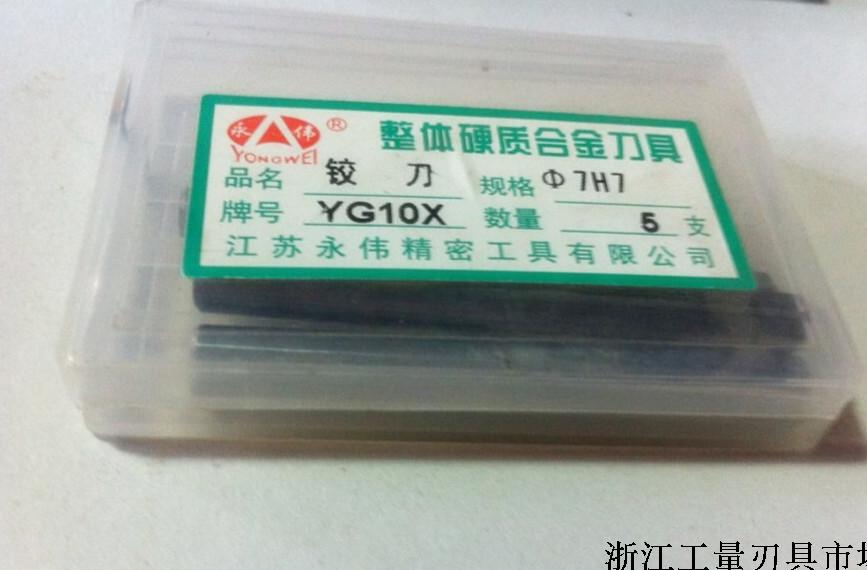 永 伟 ® 整体硬质合金刀具
YONGWEI
品名 铰 刀 规格 Φ7H7
牌号 YG10X 数量 5 支
江苏永伟精密工具有限公司
浙江工量刃具市场